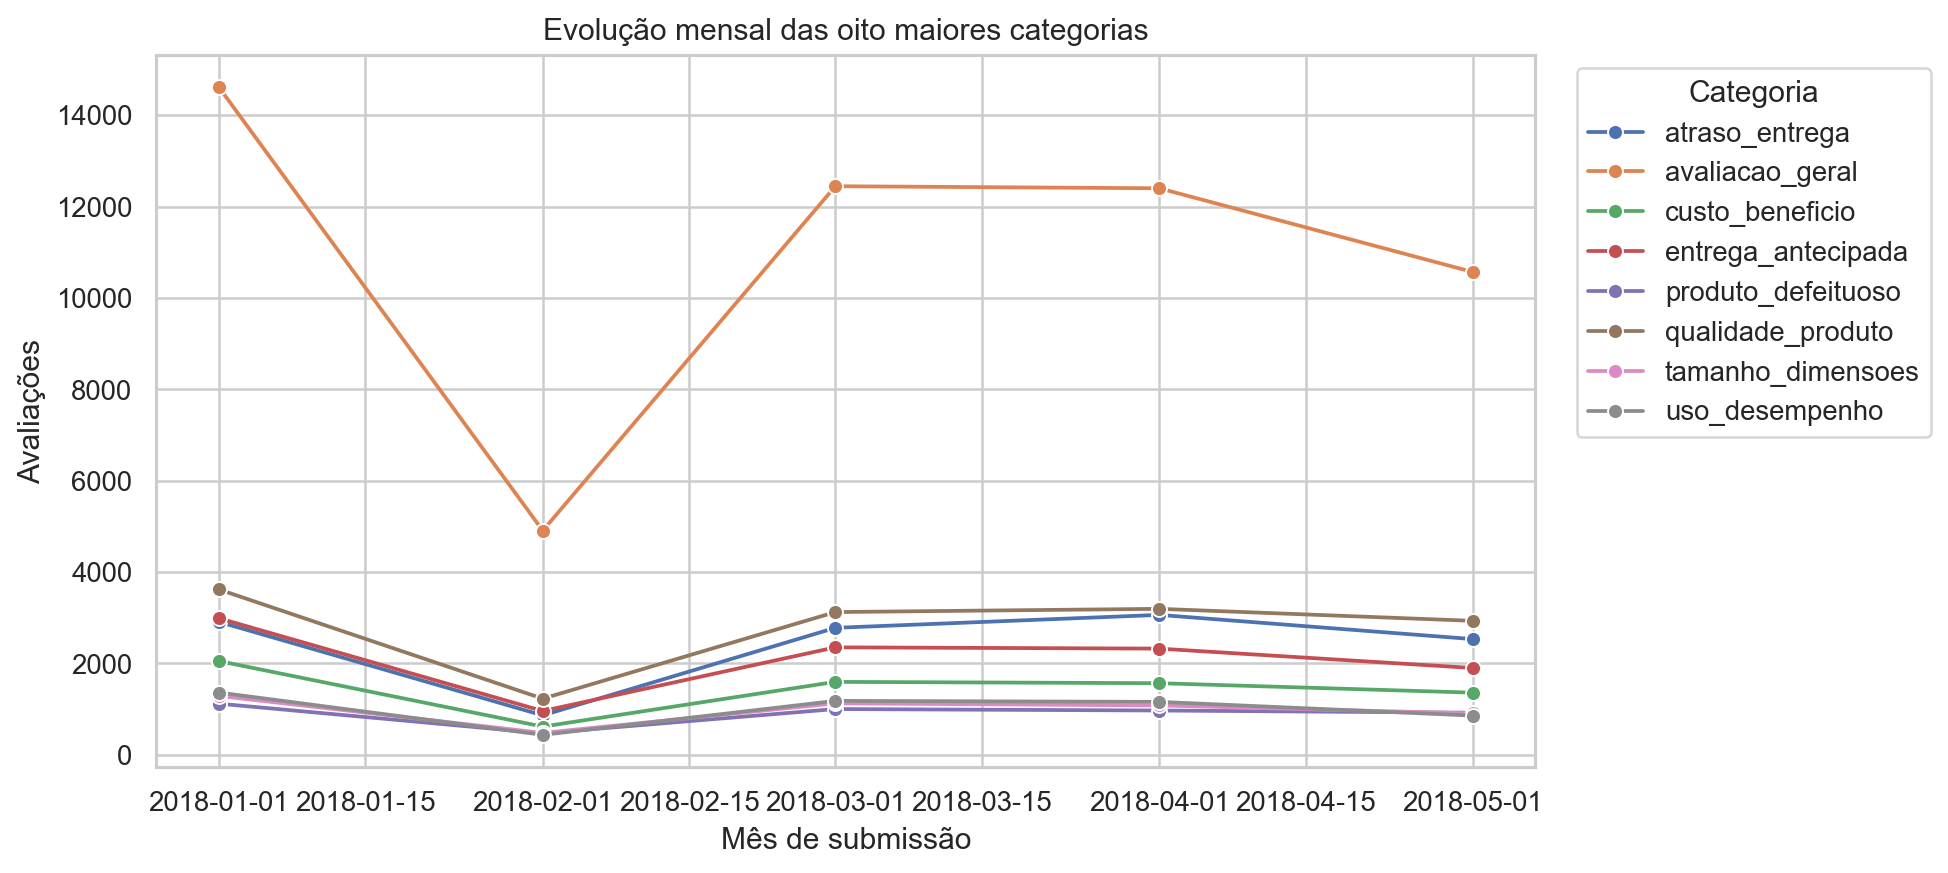 Evolução mensal das oito maiores categorias
Avaliações
14000
12000
10000
8000
6000
4000
2000
0
2018-01-01 2018-01-15 2018-02-01 2018-02-15 2018-03-01 2018-03-15 2018-04-01 2018-04-15 2018-05-01
Mês de submissão
Categoria
atraso_entrega
avaliacao_geral
custo_beneficio
entrega_antecipada
produto_defeituoso
qualidade_produto
tamanho_dimensoes
uso_desempenho